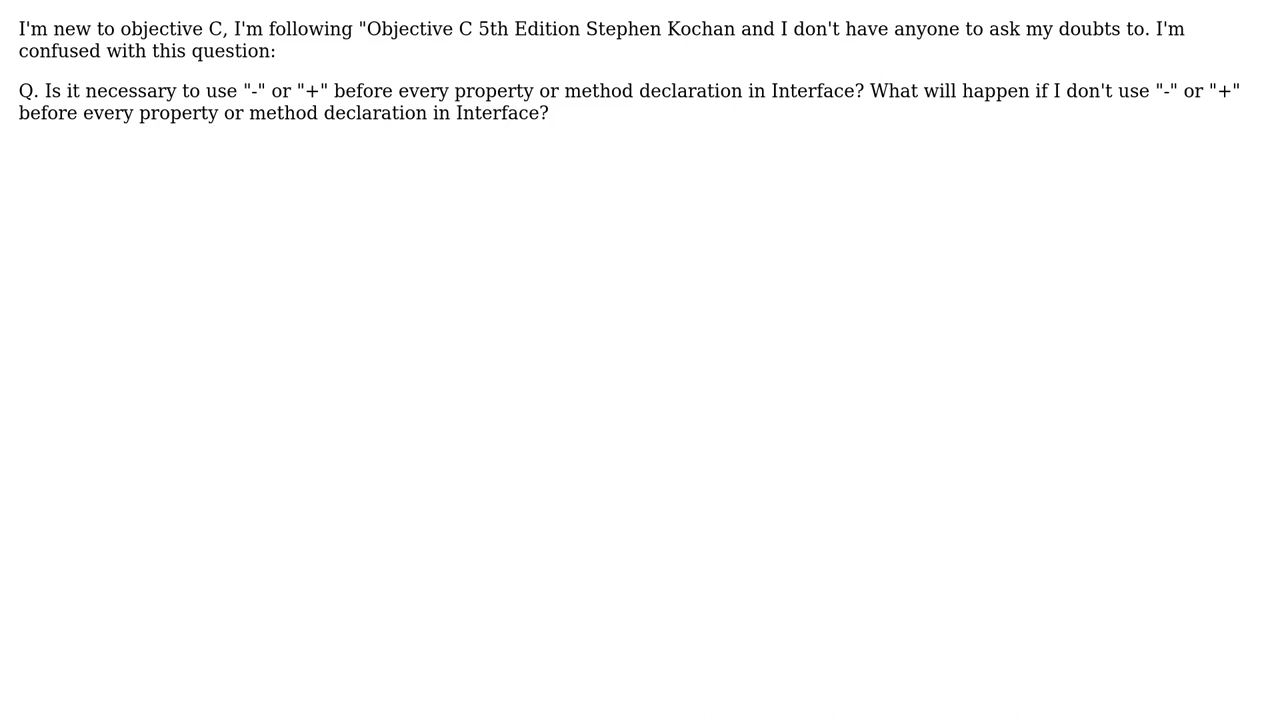 I'm new to objective C, I'm following "Objective C 5th Edition Stephen Kochan and I don't have anyone to ask my doubts to. I'm
confused with this question:
Q. Is it necessary to use "-" or "+" before every property or method declaration in Interface? What will happen if I don't use "-" or "+"
before every property or method declaration in Interface?